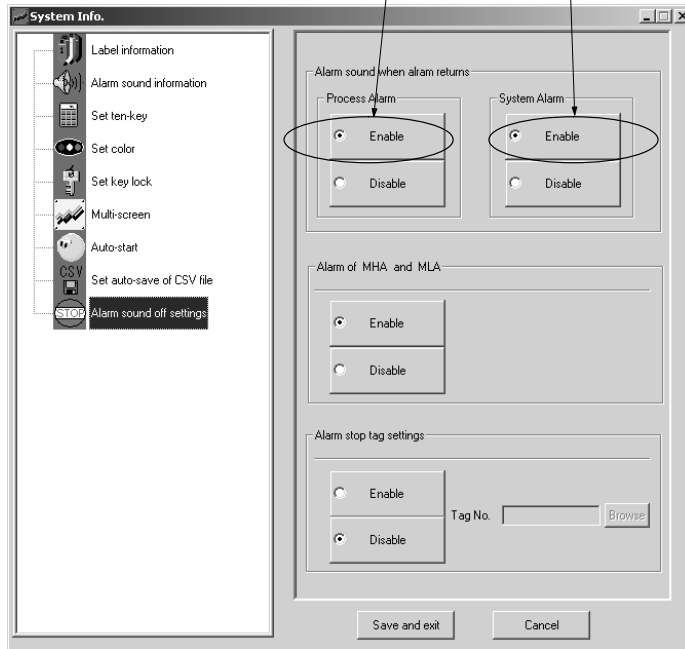 System Info.
Label information
Alarm sound information
Set ten-key
Set color
Set key lock
Multi-screen
Auto-start
CSV
Set auto-save of CSV file
STOP
Alarm sound off settings
Alarm sound when alram returns
Process Alarm
Enable
Disable
System Alarm
Enable
Disable
Alarm of MHA and MLA
Enable
Disable
Alarm stop tag settings
Enable
Disable
Tag No.
Browse
Save and exit
Cancel